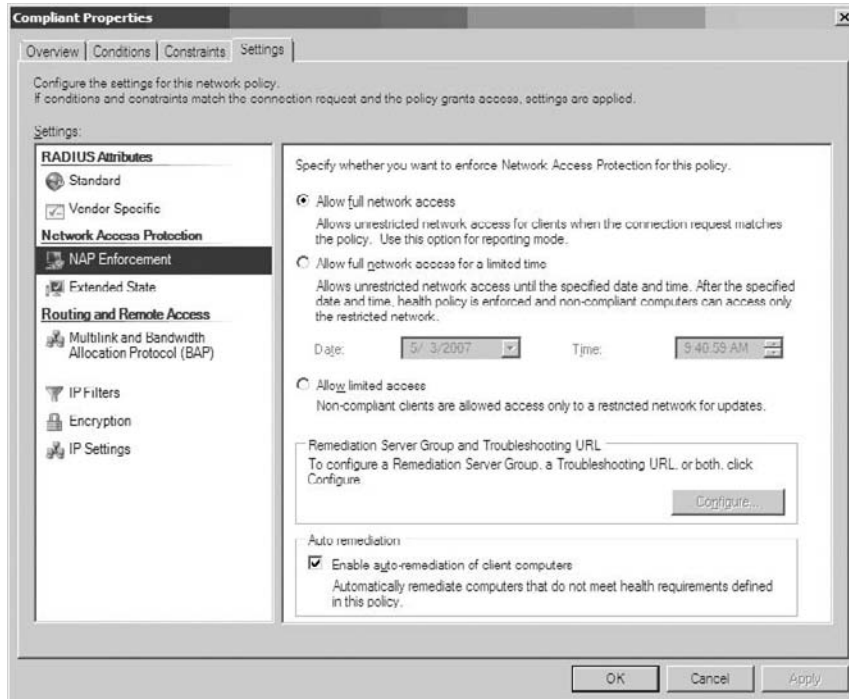 Compliant Properties
Overview
Conditions
Constraints
Settings
Configure the settings for this network policy.
If conditions and constraints match the connection request and the policy grants access, settings are applied.
Settings:
RADIUS Attributes
Standard
Vendor Specific
Network Access Protection
NAP Enforcement
Extended State
Routing and Remote Access
Multilink and Bandwidth
Allocation Protocol (BAP)
IP Filters
Encryption
IP Settings
Specify whether you want to enforce Network Access Protection for this policy.
Allow full network access
Allows unrestricted network access for clients when the connection request matches
the policy. Use this option for reporting mode.
Allow full network access for a limited time
Allows unrestricted network access until the specified date and time. After the specified
date and time, health policy is enforced and non-compliant computers can access only
the restricted network.
Date: 5/ 3/2007 Time: 9:40:59 AM
Allow limited access
Non-compliant clients are allowed access only to a restricted network for updates.
Remediation Server Group and Troubleshooting URL
To configure a Remediation Server Group, a Troubleshooting URL, or both, click
Configure.
Configure...
Auto remediation
Enable auto-remediation of client computers
Automatically remediate computers that do not meet health requirements defined
in this policy.
OK
Cancel
Apply